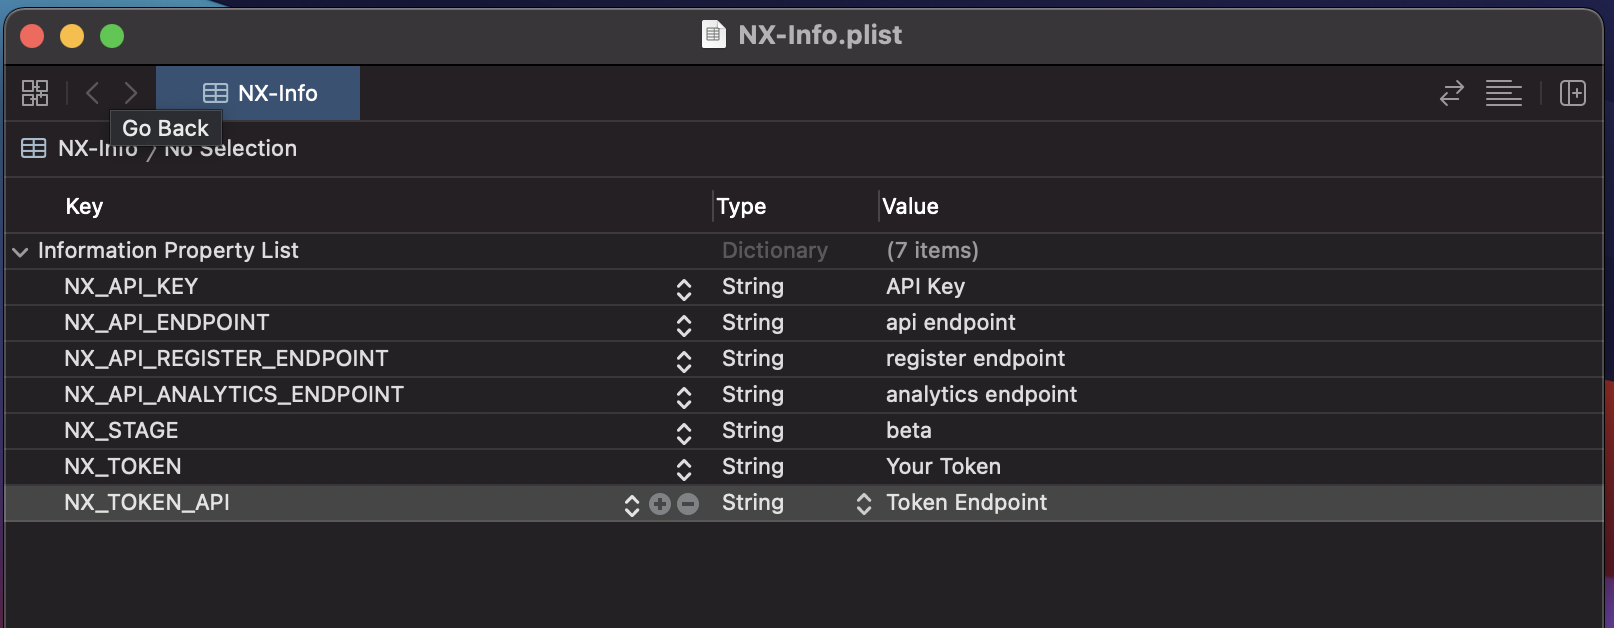 NX-Info.plist
NX-Info
Go Back
NX-Info / No Selection
Key Type Value
Information Property List Dictionary (7 items)
NX_API_KEY String API Key
NX_API_ENDPOINT String api endpoint
NX_API_REGISTER_ENDPOINT String register endpoint
NX_API_ANALYTICS_ENDPOINT String analytics endpoint
NX_STAGE String beta
NX_TOKEN String Your Token
NX_TOKEN_API String Token Endpoint